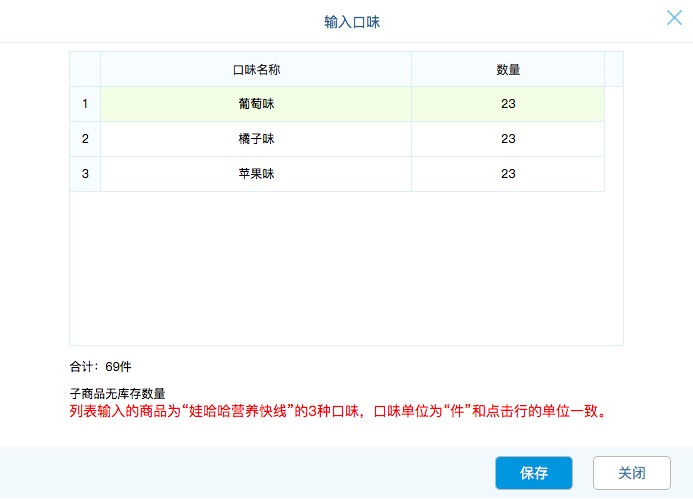 输入口味
口味名称 数量
1 葡萄味 23
2 橘子味 23
3 苹果味 23
合计：69件
子商品无库存数量
列表输入的商品为“娃哈哈营养快线”的3种口味，口味单位为“件”和点击行的单位一致。
保存 关闭